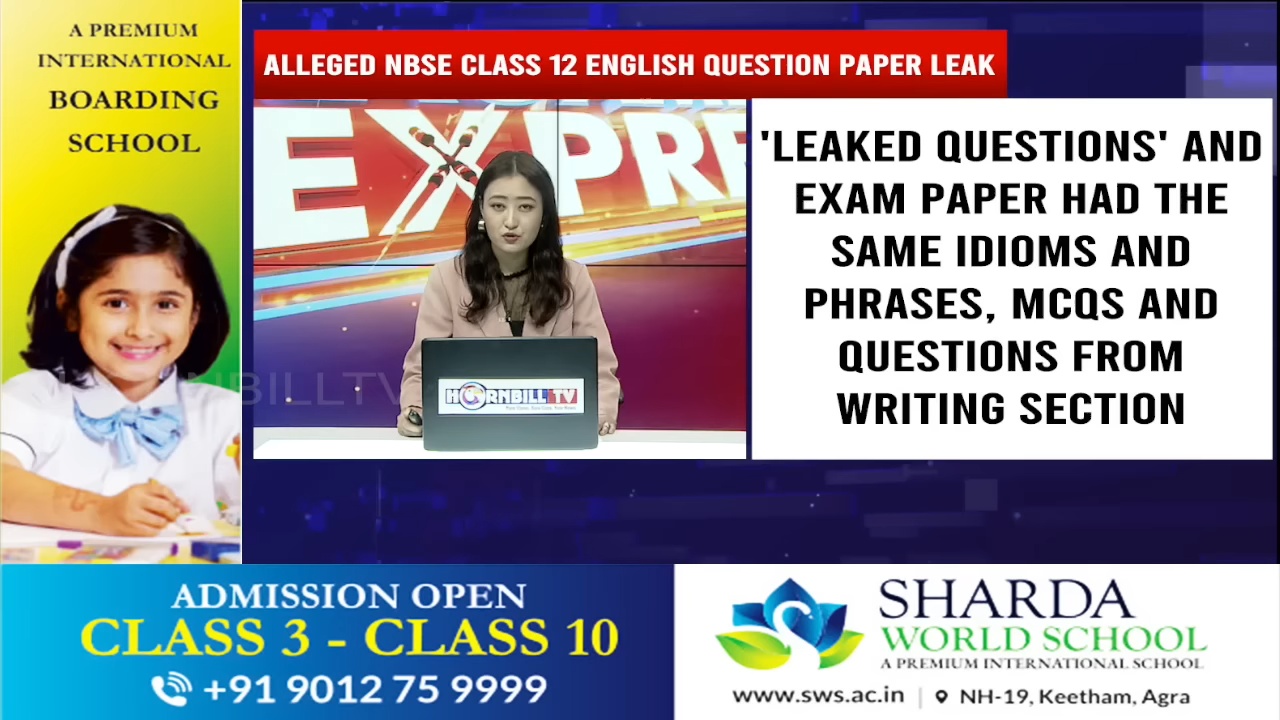 A PREMIUM
INTERNATIONAL
BOARDING
SCHOOL
ALLEGED NBSE CLASS 12 ENGLISH QUESTION PAPER LEAK
EXPRE
'LEAKED QUESTIONS' AND
EXAM PAPER HAD THE
SAME IDIOMS AND
PHRASES, MCQS AND
QUESTIONS FROM
WRITING SECTION
HORNBILLTV
HORNBILL TV
ADMISSION OPEN
CLASS 3 - CLASS 10
+91 9012 75 9999
SHARDA
WORLD SCHOOL
A PREMIUM INTERNATIONAL SCHOOL
www.sws.ac.in | NH-19, Keetham, Agra